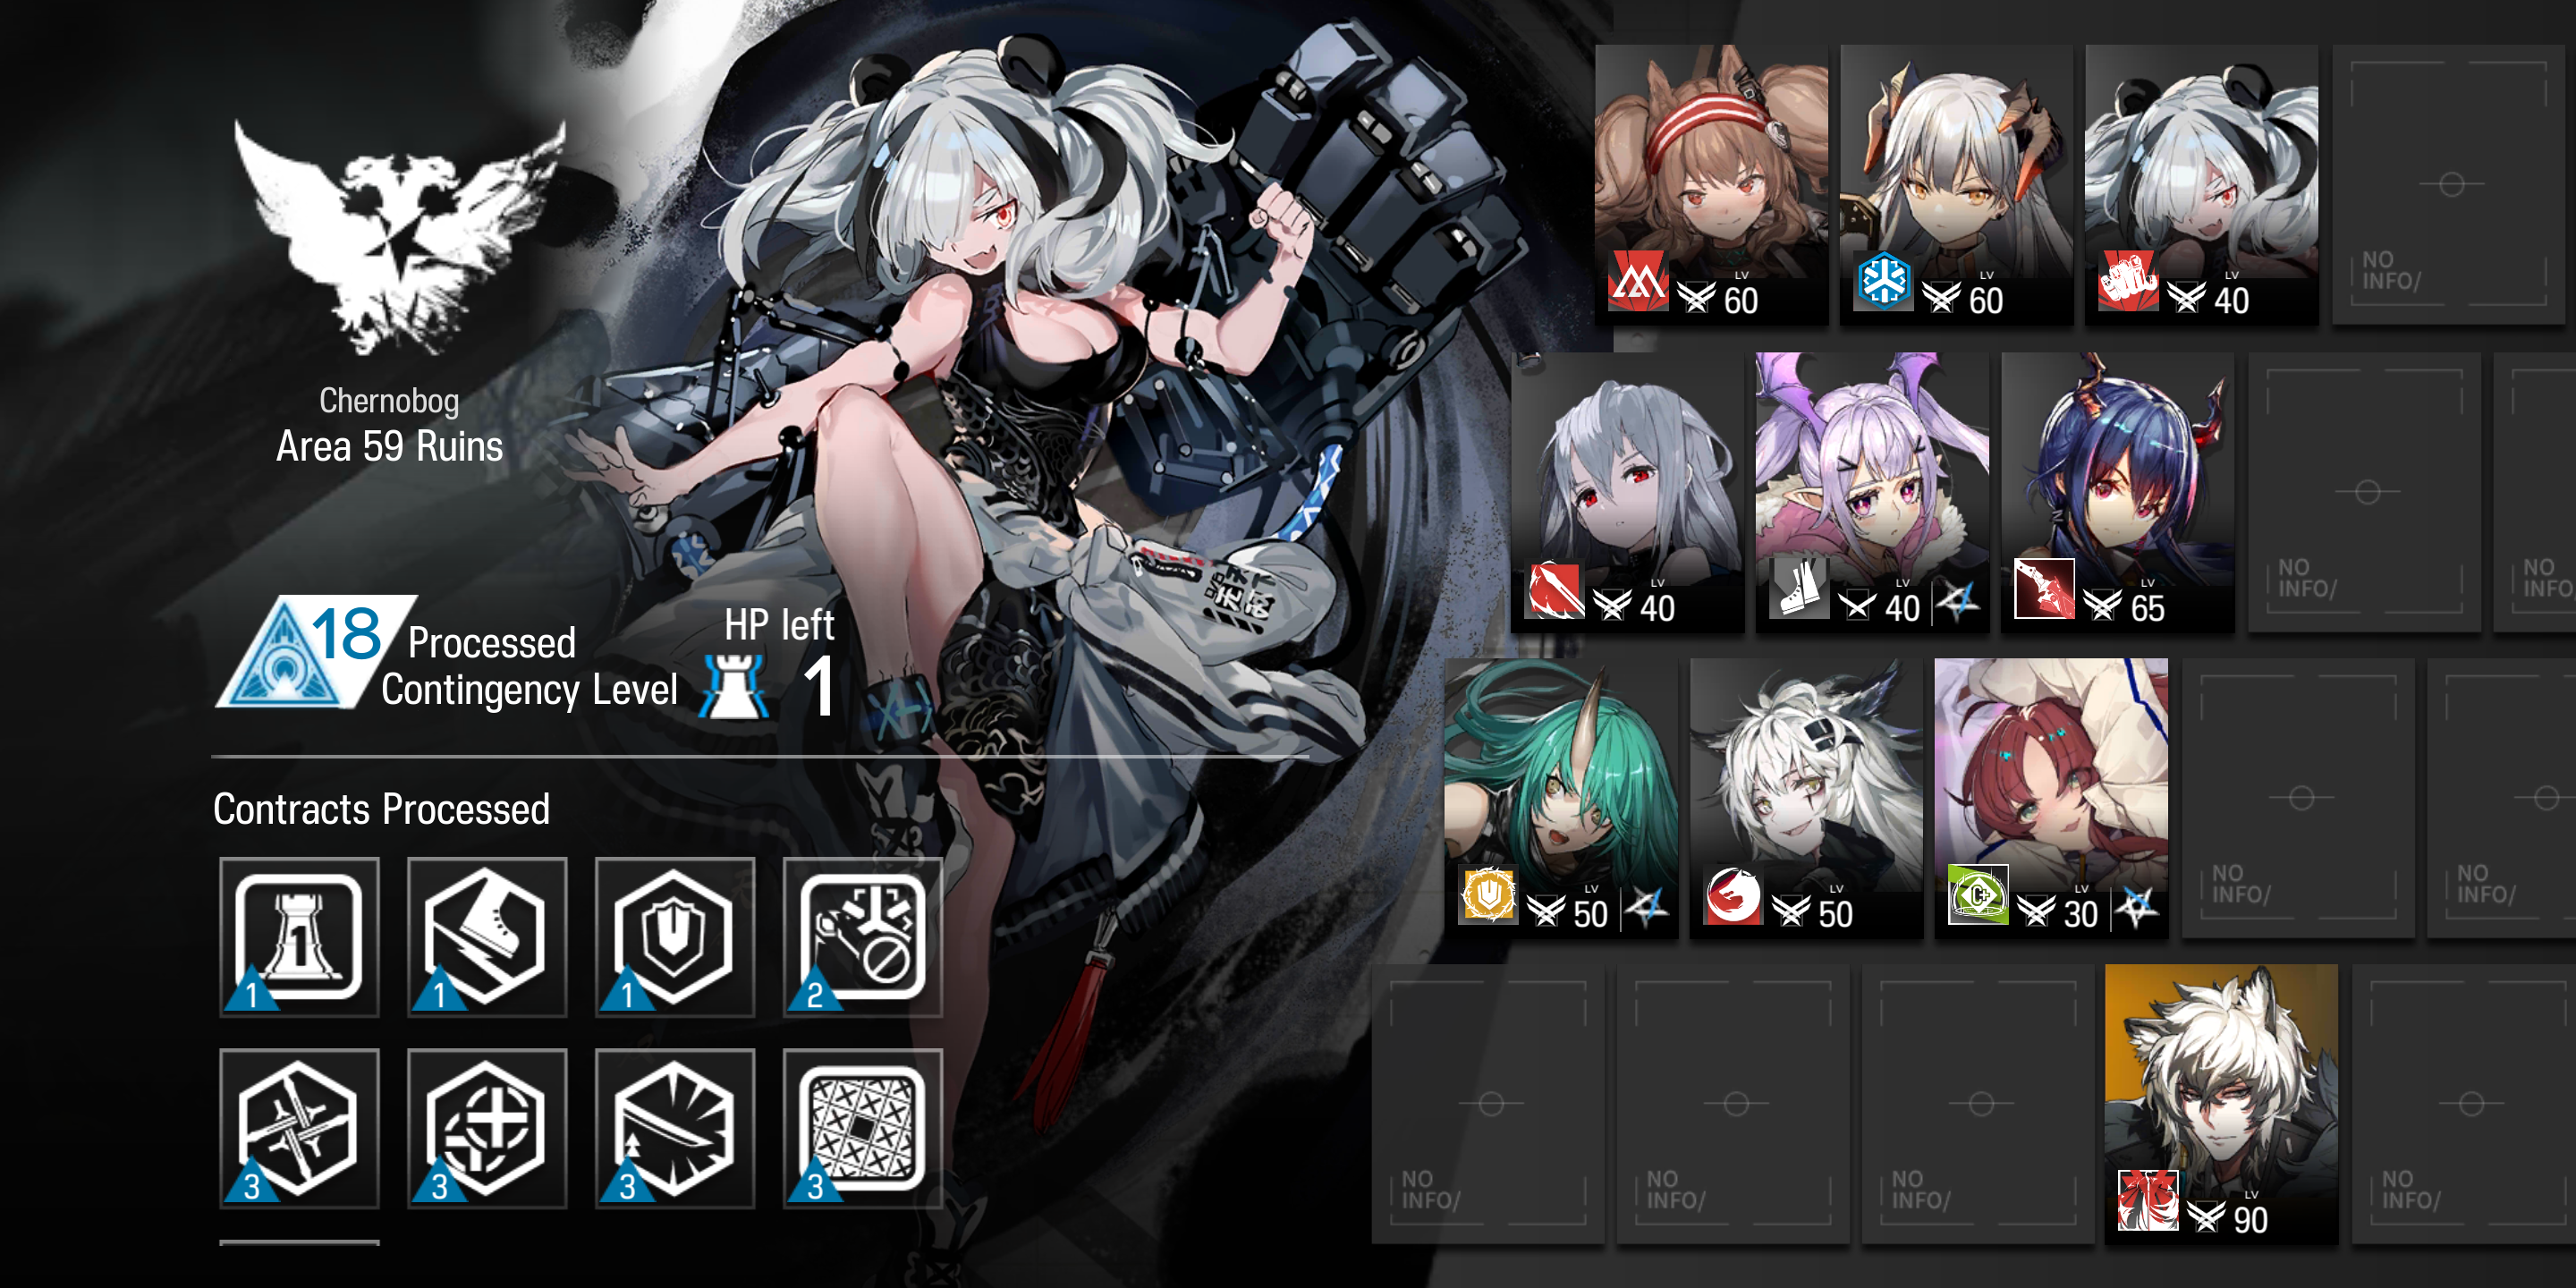 Chernobog
Area 59 Ruins
18
Processed
Contingency Level
HP left
1
Contracts Processed
1
1
1
1
2
3
3
3
3
LV
60
LV
60
LV
40
NO
INFO/
LV
40
LV
40
LV
65
NO
INFO/
NO
INFO
LV
50
LV
50
C+
LV
30
NO
INFO/
NO
INFO/
NO
INFO/
NO
INFO/
NO
INFO/
LV
90
NO
INFO/